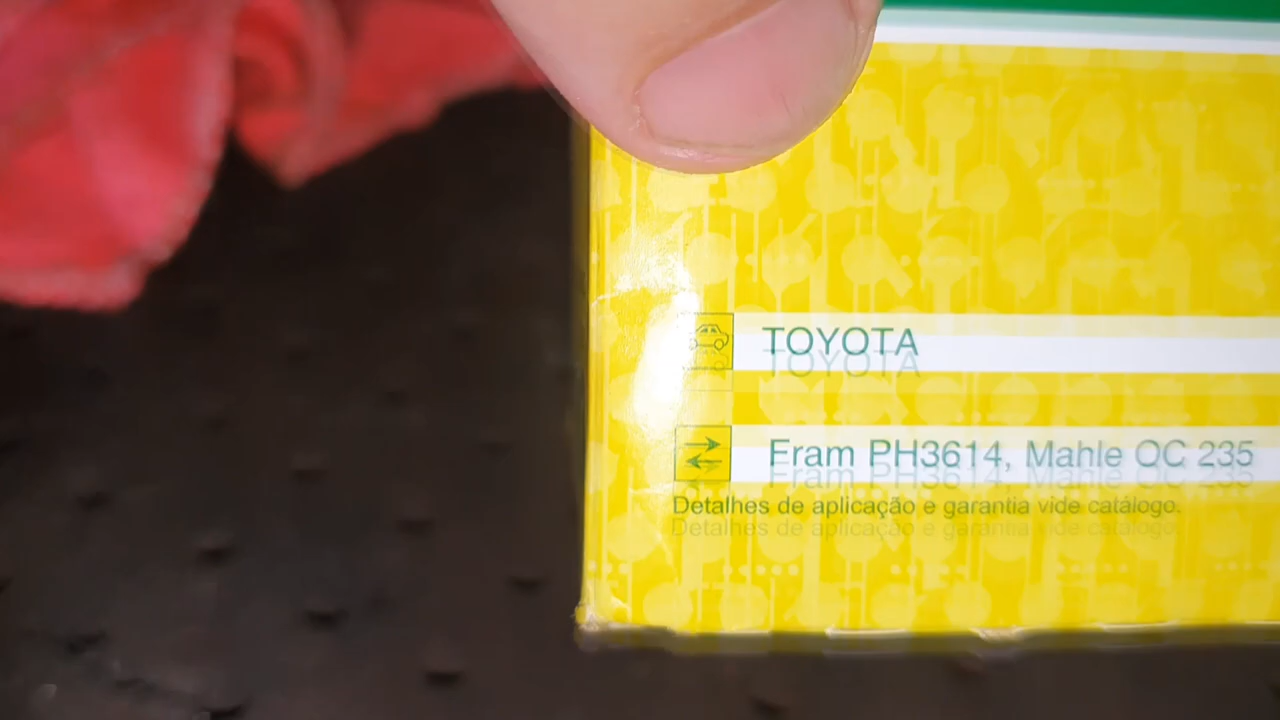 TOYOTA
Fram PH3614, Mahle OC 235
Detalhes de aplicação e garantia vide catálogo.